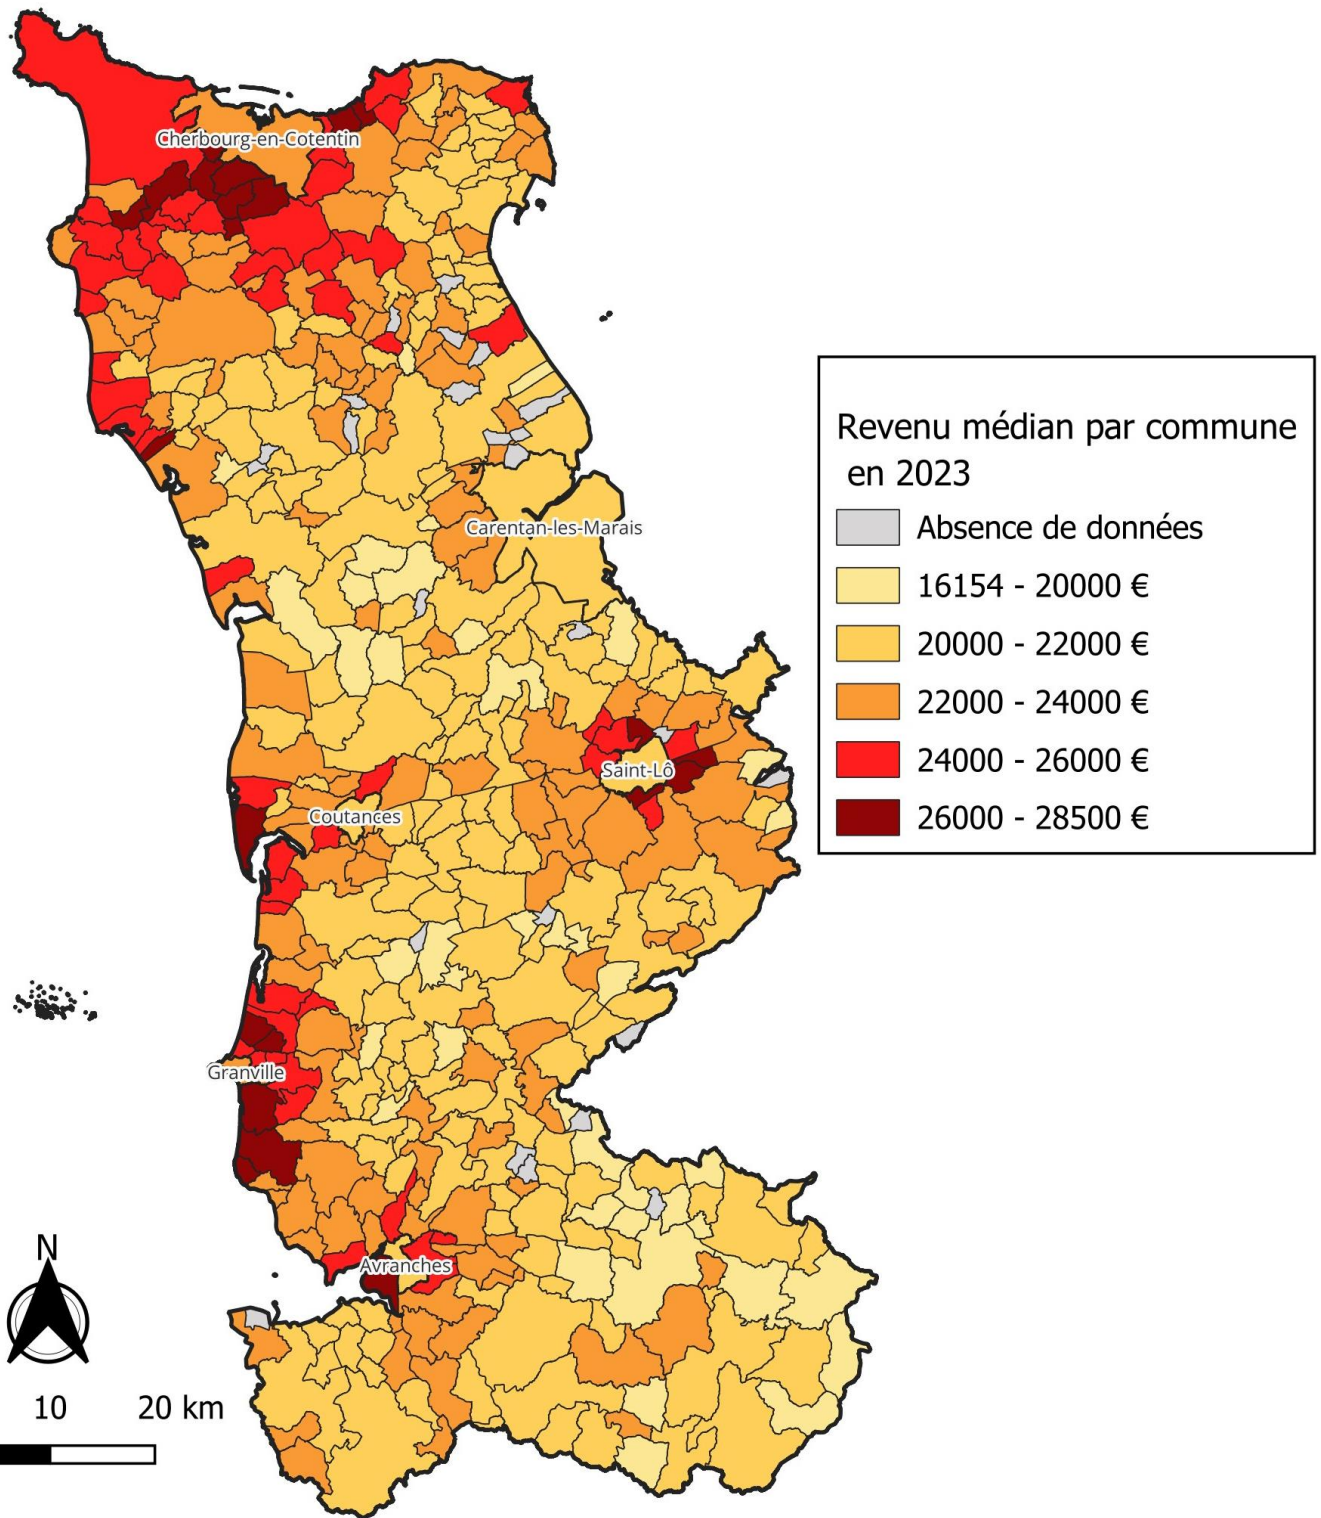 Cherbourg-en-Cotentin
Revenu médian par commune
en 2023
Absence de données
16154 - 20000 €
20000 - 22000 €
22000 - 24000 €
24000 - 26000 €
26000 - 28500 €
Carentan-les-Marais
Saint-Lô
Coutances
Granville
Avranches
N
10 20 km